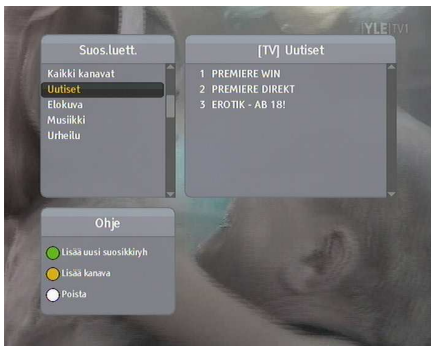 YLE TV1
Suos.luett.
Kaikki kanavat
Uutiset
Elokuva
Musiikki
Urheilu
[TV] Uutiset
1 PREMIERE WIN
2 PREMIERE DIREKT
3 EROTIK - AB 18!
Ohje
Lisää uusi suosikkiryh
Lisää kanava
Poista